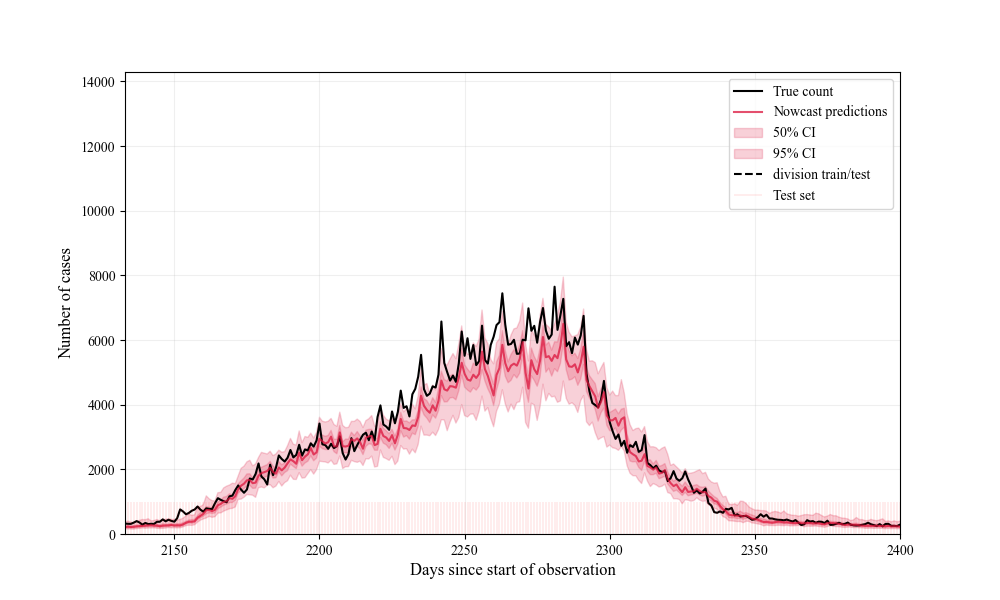 14000
12000
10000
8000
6000
4000
2000
0
Number of cases
2150
2200
2250
2300
2350
2400
Days since start of observation
True count
Nowcast predictions
50% CI
95% CI
division train/test
Test set